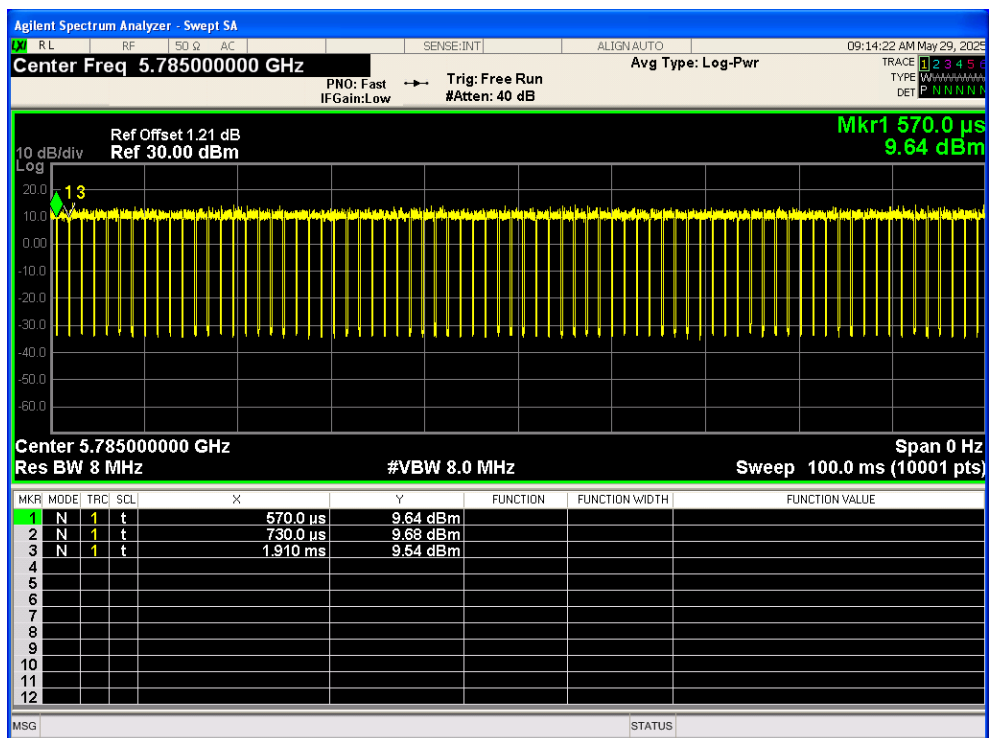 Agilent Spectrum Analyzer - Swept SA
LXI RL RF 50 Ω AC SENSE:INT ALIGN AUTO 09:14:22 AM May 29, 2025
Center Freq 5.785000000 GHz Avg Type: Log-Pwr TRACE 1 2 3 4 5 6
PNO: Fast Trig: Free Run TYPE
IFGain:Low #Atten: 40 dB DET P N N N N N
Mkr1 570.0 µs
Ref Offset 1.21 dB
10 dB/div Ref 30.00 dBm 9.64 dBm
Log
20.0
1 3
10.0
0.00
-10.0
-20.0
-30.0
-40.0
-50.0
-60.0
Center 5.785000000 GHz Span 0 Hz
Res BW 8 MHz #VBW 8.0 MHz Sweep 100.0 ms (10001 pts)
MKR MODE TRC SCL X Y FUNCTION FUNCTION WIDTH FUNCTION VALUE
1 N 1 t 570.0 µs 9.64 dBm
2 N 1 t 730.0 µs 9.68 dBm
3 N 1 t 1.910 ms 9.54 dBm
4
5
6
7
8
9
10
11
12
MSG STATUS